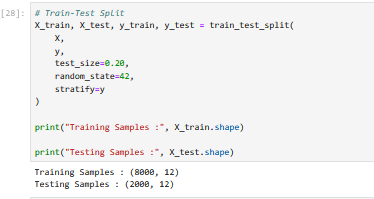 [28]: # Train-Test Split
X_train, X_test, y_train, y_test = train_test_split(
X,
y,
test_size=0.20,
random_state=42,
stratify=y
)
print("Training Samples :", X_train.shape)
print("Testing Samples :", X_test.shape)
Training Samples : (8000, 12)
Testing Samples : (2000, 12)